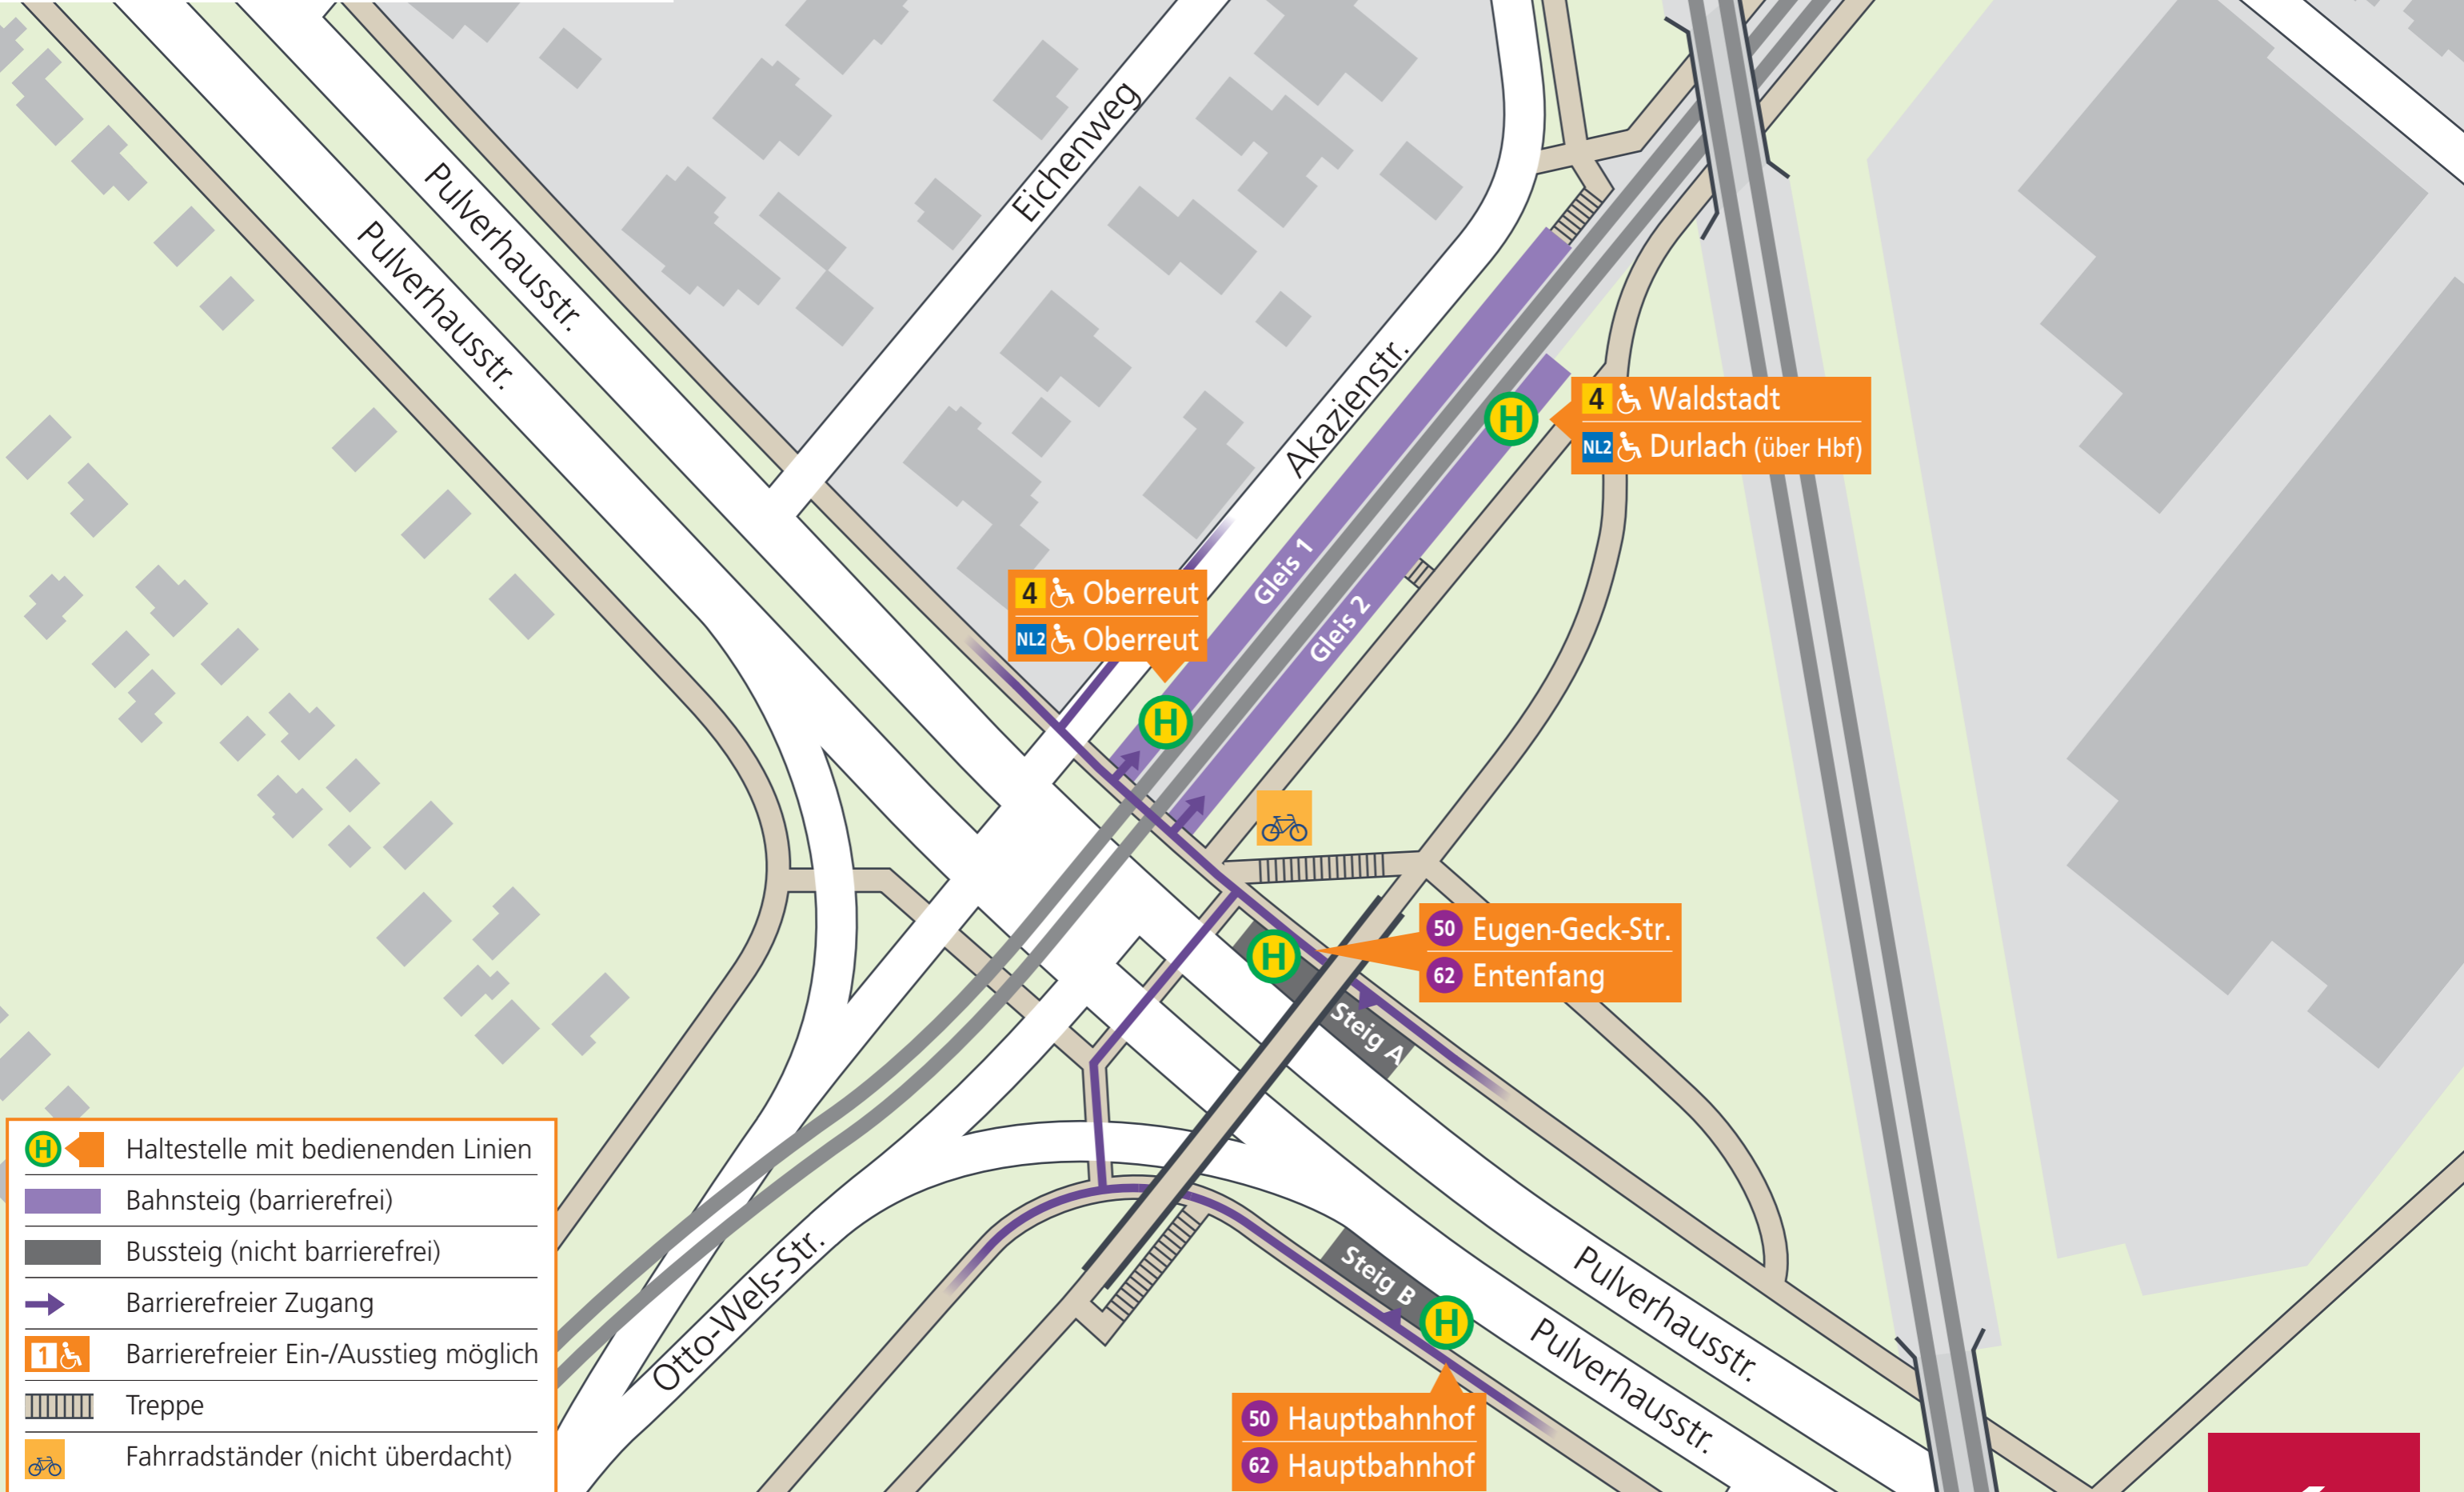 Pulverhausstr.
Pulverhausstr.
Eichenweg
Akazienstr.
4 Waldstadt
NL2 Durlach (über Hbf)
Gleis 1
Gleis 2
4 Oberreut
NL2 Oberreut
H
H
50 Eugen-Geck-Str.
62 Entenfang
H
Steig A
Steig B
H
50 Hauptbahnhof
62 Hauptbahnhof
Pulverhausstr.
Pulverhausstr.
Otto-Wels-Str.
H Haltestelle mit bedienenden Linien
Bahnsteig (barrierefrei)
Bussteig (nicht barrierefrei)
Barrierefreier Zugang
1 Barrierefreier Ein-/Ausstieg möglich
Treppe
Fahrradständer (nicht überdacht)